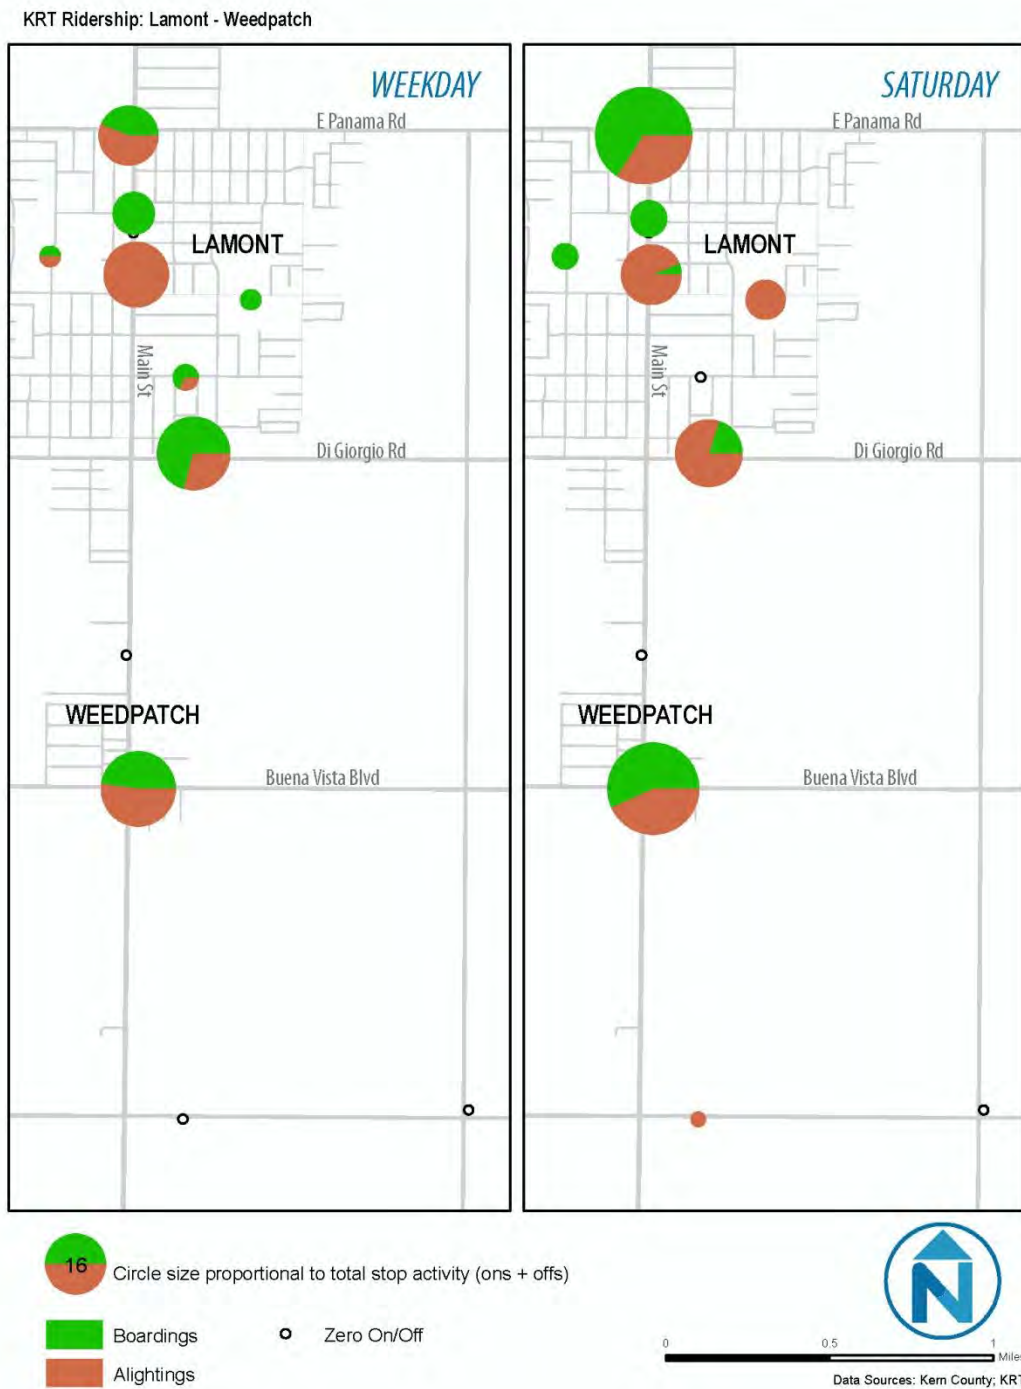 KRT Ridership: Lamont - Weedpatch
WEEKDAY
E Panama Rd
LAMONT
Main St
Di Giorgio Rd
WEEDPATCH
Buena Vista Blvd
SATURDAY
E Panama Rd
LAMONT
Main St
Di Giorgio Rd
WEEDPATCH
Buena Vista Blvd
16 Circle size proportional to total stop activity (ons + offs)
Boardings
Zero On/Off
Alightings
N
0 0.5 1
Miles
Data Sources: Kern County; KRT